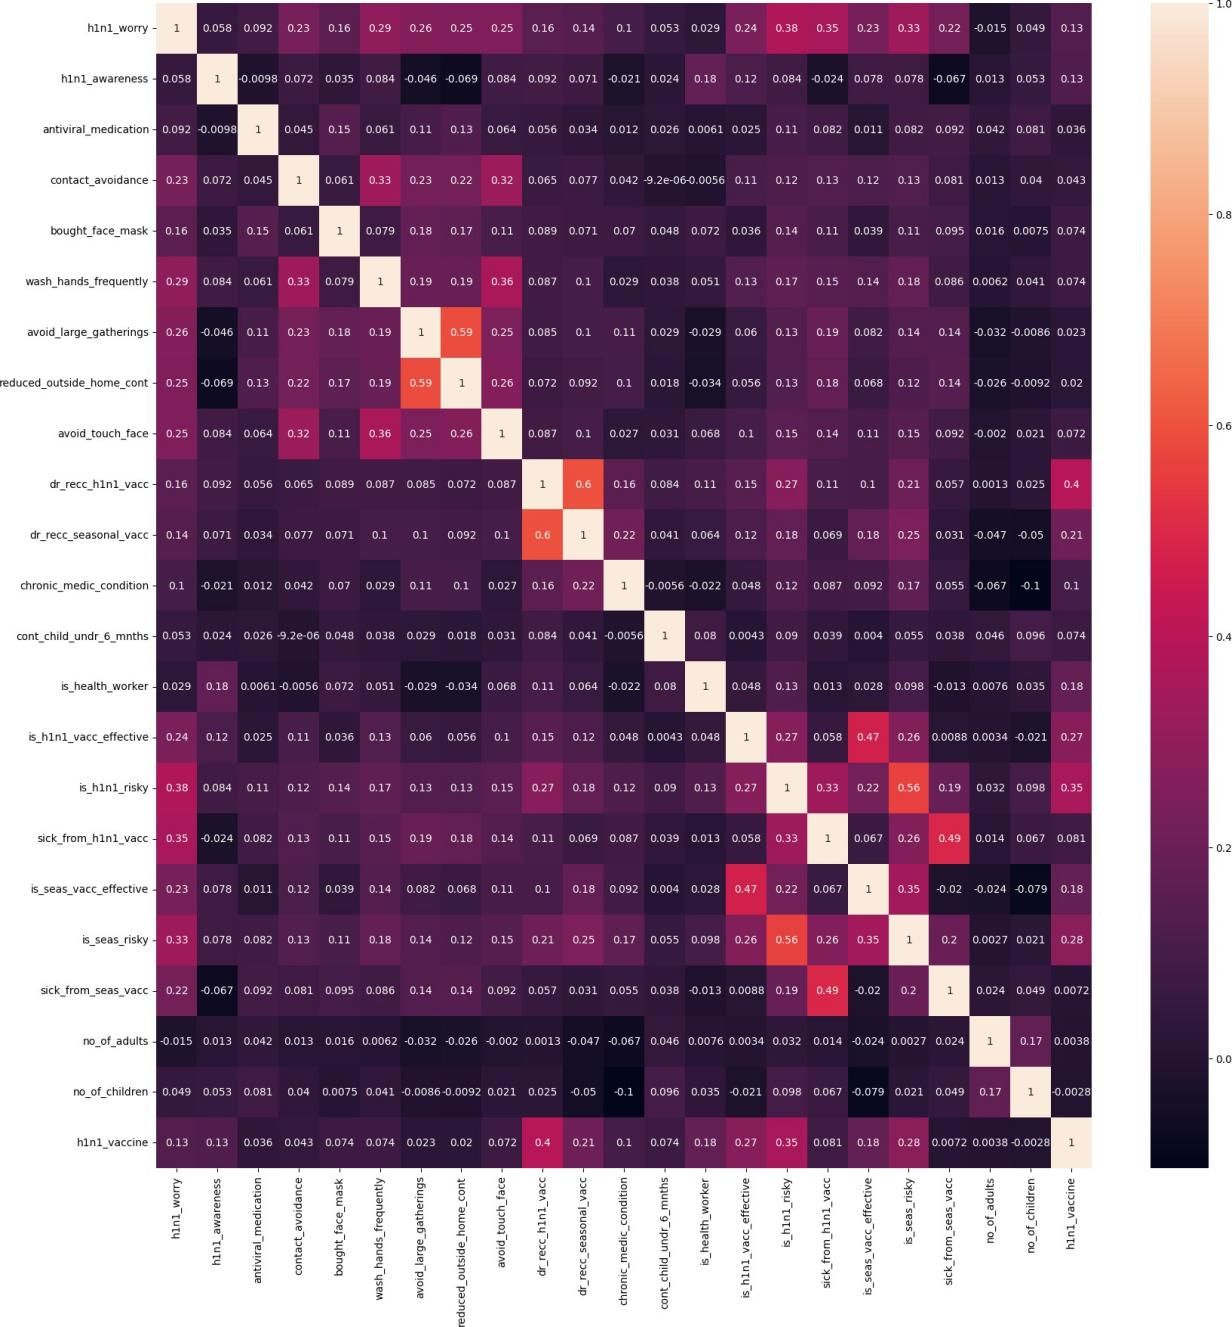 h1n1_worry 1 0.058 0.092 0.23 0.16 0.29 0.26 0.25 0.25 0.16 0.14 0.1 0.053 0.029 0.24 0.38 0.35 0.23 0.33 0.22 -0.015 0.049 0.13
h1n1_awareness 0.058 1 -0.0098 0.072 0.035 0.084 -0.046 -0.069 0.084 0.092 0.071 -0.021 0.024 0.18 0.12 0.084 -0.024 0.078 0.078 -0.067 0.013 0.053 0.13
antiviral_medication 0.092 -0.0098 1 0.045 0.15 0.061 0.11 0.13 0.064 0.056 0.034 0.012 0.026 0.0061 0.025 0.11 0.082 0.011 0.082 0.092 0.042 0.081 0.036
contact_avoidance 0.23 0.072 0.045 1 0.061 0.33 0.23 0.22 0.32 0.065 0.077 0.042 -9.2e-06 -0.0056 0.11 0.12 0.13 0.12 0.13 0.081 0.013 0.04 0.043
bought_face_mask 0.16 0.035 0.15 0.061 1 0.079 0.18 0.17 0.11 0.089 0.071 0.07 0.048 0.072 0.036 0.14 0.11 0.039 0.11 0.095 0.016 0.0075 0.074
wash_hands_frequently 0.29 0.084 0.061 0.33 0.079 1 0.19 0.19 0.36 0.087 0.1 0.029 0.038 0.051 0.13 0.17 0.15 0.14 0.18 0.086 0.0062 0.041 0.074
avoid_large_gatherings 0.26 -0.046 0.11 0.23 0.18 0.19 1 0.59 0.25 0.085 0.1 0.11 0.029 -0.029 0.06 0.13 0.19 0.082 0.14 0.14 -0.032 -0.0086 0.023
reduced_outside_home_cont 0.25 -0.069 0.13 0.22 0.17 0.19 0.59 1 0.26 0.072 0.092 0.1 0.018 -0.034 0.056 0.13 0.18 0.068 0.12 0.14 -0.026 -0.0092 0.02
avoid_touch_face 0.25 0.084 0.064 0.32 0.11 0.36 0.25 0.26 1 0.087 0.1 0.027 0.031 0.068 0.1 0.15 0.14 0.11 0.15 0.092 -0.002 0.021 0.072
dr_recc_h1n1_vacc 0.16 0.092 0.056 0.065 0.089 0.087 0.085 0.072 0.087 1 0.6 0.16 0.084 0.11 0.15 0.27 0.11 0.1 0.21 0.057 0.0013 0.025 0.4
dr_recc_seasonal_vacc 0.14 0.071 0.034 0.077 0.071 0.1 0.1 0.092 0.1 0.6 1 0.22 0.041 0.064 0.12 0.18 0.069 0.18 0.25 0.031 -0.047 -0.05 0.21
chronic_medic_condition 0.1 -0.021 0.012 0.042 0.07 0.029 0.11 0.1 0.027 0.16 0.22 1 -0.0056 -0.022 0.048 0.12 0.087 0.092 0.17 0.055 -0.067 -0.1 0.1
cont_child_undr_6_mnths 0.053 0.024 0.026 -9.2e-06 0.048 0.038 0.029 0.018 0.031 0.084 0.041 -0.0056 1 0.08 0.0043 0.09 0.039 0.004 0.055 0.038 0.046 0.096 0.074
is_health_worker 0.029 0.18 0.0061 -0.0056 0.072 0.051 -0.029 -0.034 0.068 0.11 0.064 -0.022 0.08 1 0.048 0.13 0.013 0.028 0.098 -0.013 0.0076 0.035 0.18
is_h1n1_vacc_effective 0.24 0.12 0.025 0.11 0.036 0.13 0.06 0.056 0.1 0.15 0.12 0.048 0.0043 0.048 1 0.27 0.058 0.47 0.26 0.0088 0.0034 -0.021 0.27
is_h1n1_risky 0.38 0.084 0.11 0.12 0.14 0.17 0.13 0.13 0.15 0.27 0.18 0.12 0.09 0.13 0.27 1 0.33 0.22 0.56 0.19 0.032 0.098 0.35
sick_from_h1n1_vacc 0.35 -0.024 0.082 0.13 0.11 0.15 0.19 0.18 0.14 0.11 0.069 0.087 0.039 0.013 0.058 0.33 1 0.067 0.26 0.49 0.014 0.067 0.081
is_seas_vacc_effective 0.23 0.078 0.011 0.12 0.039 0.14 0.082 0.068 0.11 0.1 0.18 0.092 0.004 0.028 0.47 0.22 0.067 1 0.35 -0.02 -0.024 -0.079 0.18
is_seas_risky 0.33 0.078 0.082 0.13 0.11 0.18 0.14 0.12 0.15 0.21 0.25 0.17 0.055 0.098 0.26 0.56 0.26 0.35 1 0.2 0.0027 0.021 0.28
sick_from_seas_vacc 0.22 -0.067 0.092 0.081 0.095 0.086 0.14 0.14 0.092 0.057 0.031 0.055 0.038 -0.013 0.0088 0.19 0.49 -0.02 0.2 1 0.024 0.049 0.0072
no_of_adults -0.015 0.013 0.042 0.013 0.016 0.0062 -0.032 -0.026 -0.002 0.0013 -0.047 -0.067 0.046 0.0076 0.0034 0.032 0.014 -0.024 0.0027 0.024 1 0.17 0.0038
no_of_children 0.049 0.053 0.081 0.04 0.0075 0.041 -0.0086 -0.0092 0.021 0.025 -0.05 -0.1 0.096 0.035 -0.021 0.098 0.067 -0.079 0.021 0.049 0.17 1 -0.0028
h1n1_vaccine 0.13 0.13 0.036 0.043 0.074 0.074 0.023 0.02 0.072 0.4 0.21 0.1 0.074 0.18 0.27 0.35 0.081 0.18 0.28 0.0072 0.0038 -0.0028 1
h1n1_worry
h1n1_awareness
antiviral_medication
contact_avoidance
bought_face_mask
wash_hands_frequently
avoid_large_gatherings
reduced_outside_home_cont
avoid_touch_face
dr_recc_h1n1_vacc
dr_recc_seasonal_vacc
chronic_medic_condition
cont_child_undr_6_mnths
is_health_worker
is_h1n1_vacc_effective
is_h1n1_risky
sick_from_h1n1_vacc
is_seas_vacc_effective
is_seas_risky
sick_from_seas_vacc
no_of_adults
no_of_children
h1n1_vaccine
1.0
0.8
0.6
0.4
0.2
0.0